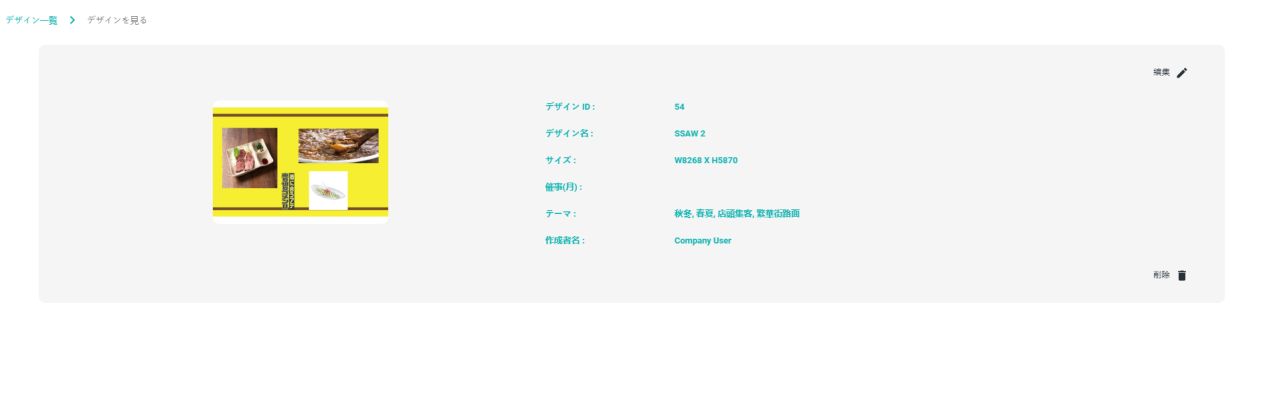 デザイン一覧 > デザインを見る
編集
デザイン ID : 54
デザイン名 : SSAW 2
サイズ : W8268 X H5870
催事(月) :
テーマ : 秋冬, 春夏, 店頭集客, 繁華街路面
作成者名 : Company User
削除